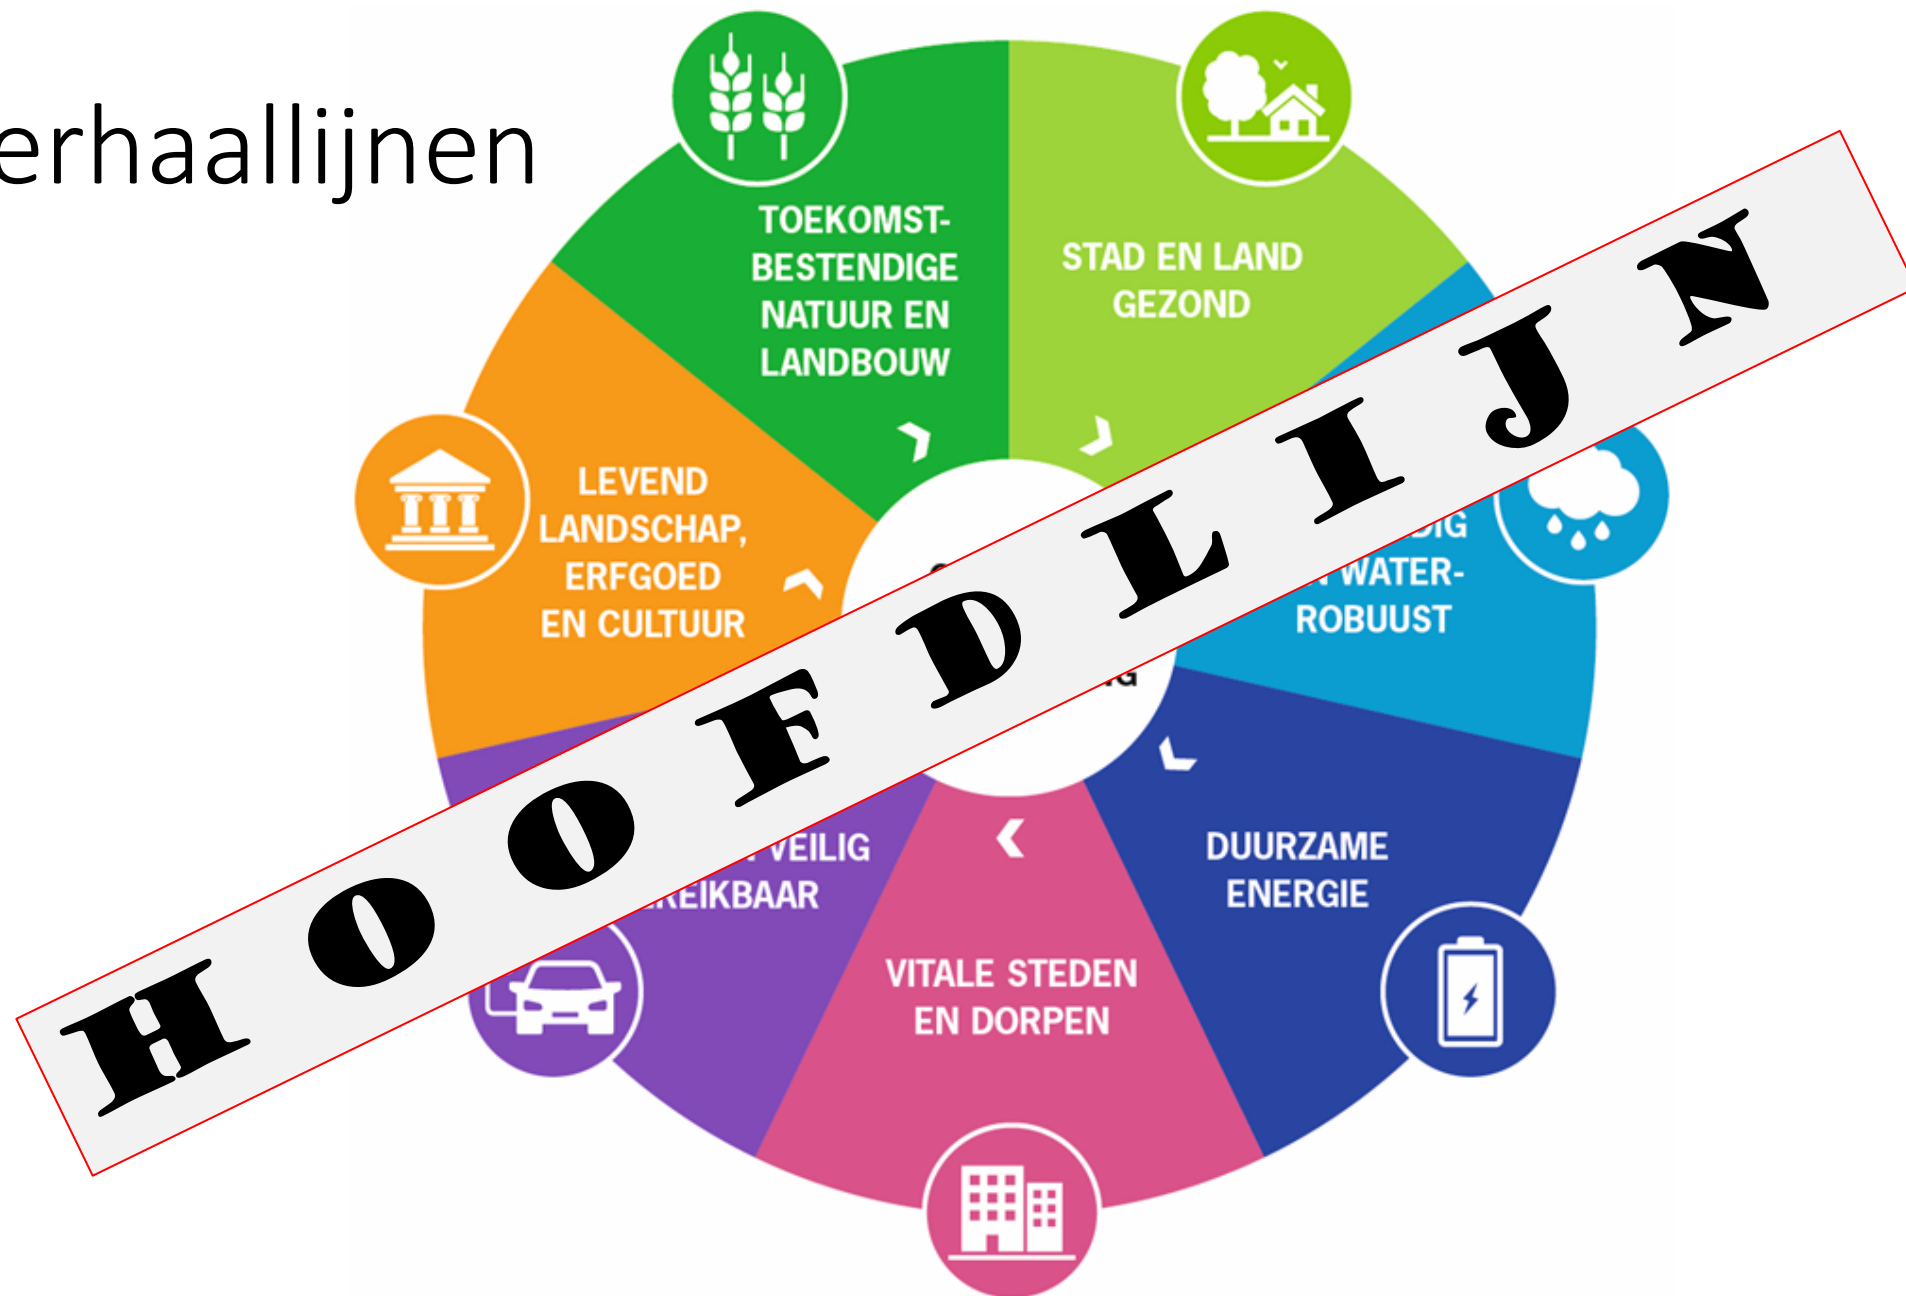 erhaallijnen
TOEKOMST-
BESTENDIGE
NATUUR EN
LANDBOUW
STAD EN LAND
GEZOND
LEVEND
LANDSCHAP,
ERFGOED
EN CULTUUR
WATER-
ROBUUST
HOOFDLIJN
VEILIG
DUURZAME
ENERGIE
VITALE STEDEN
EN DORPEN